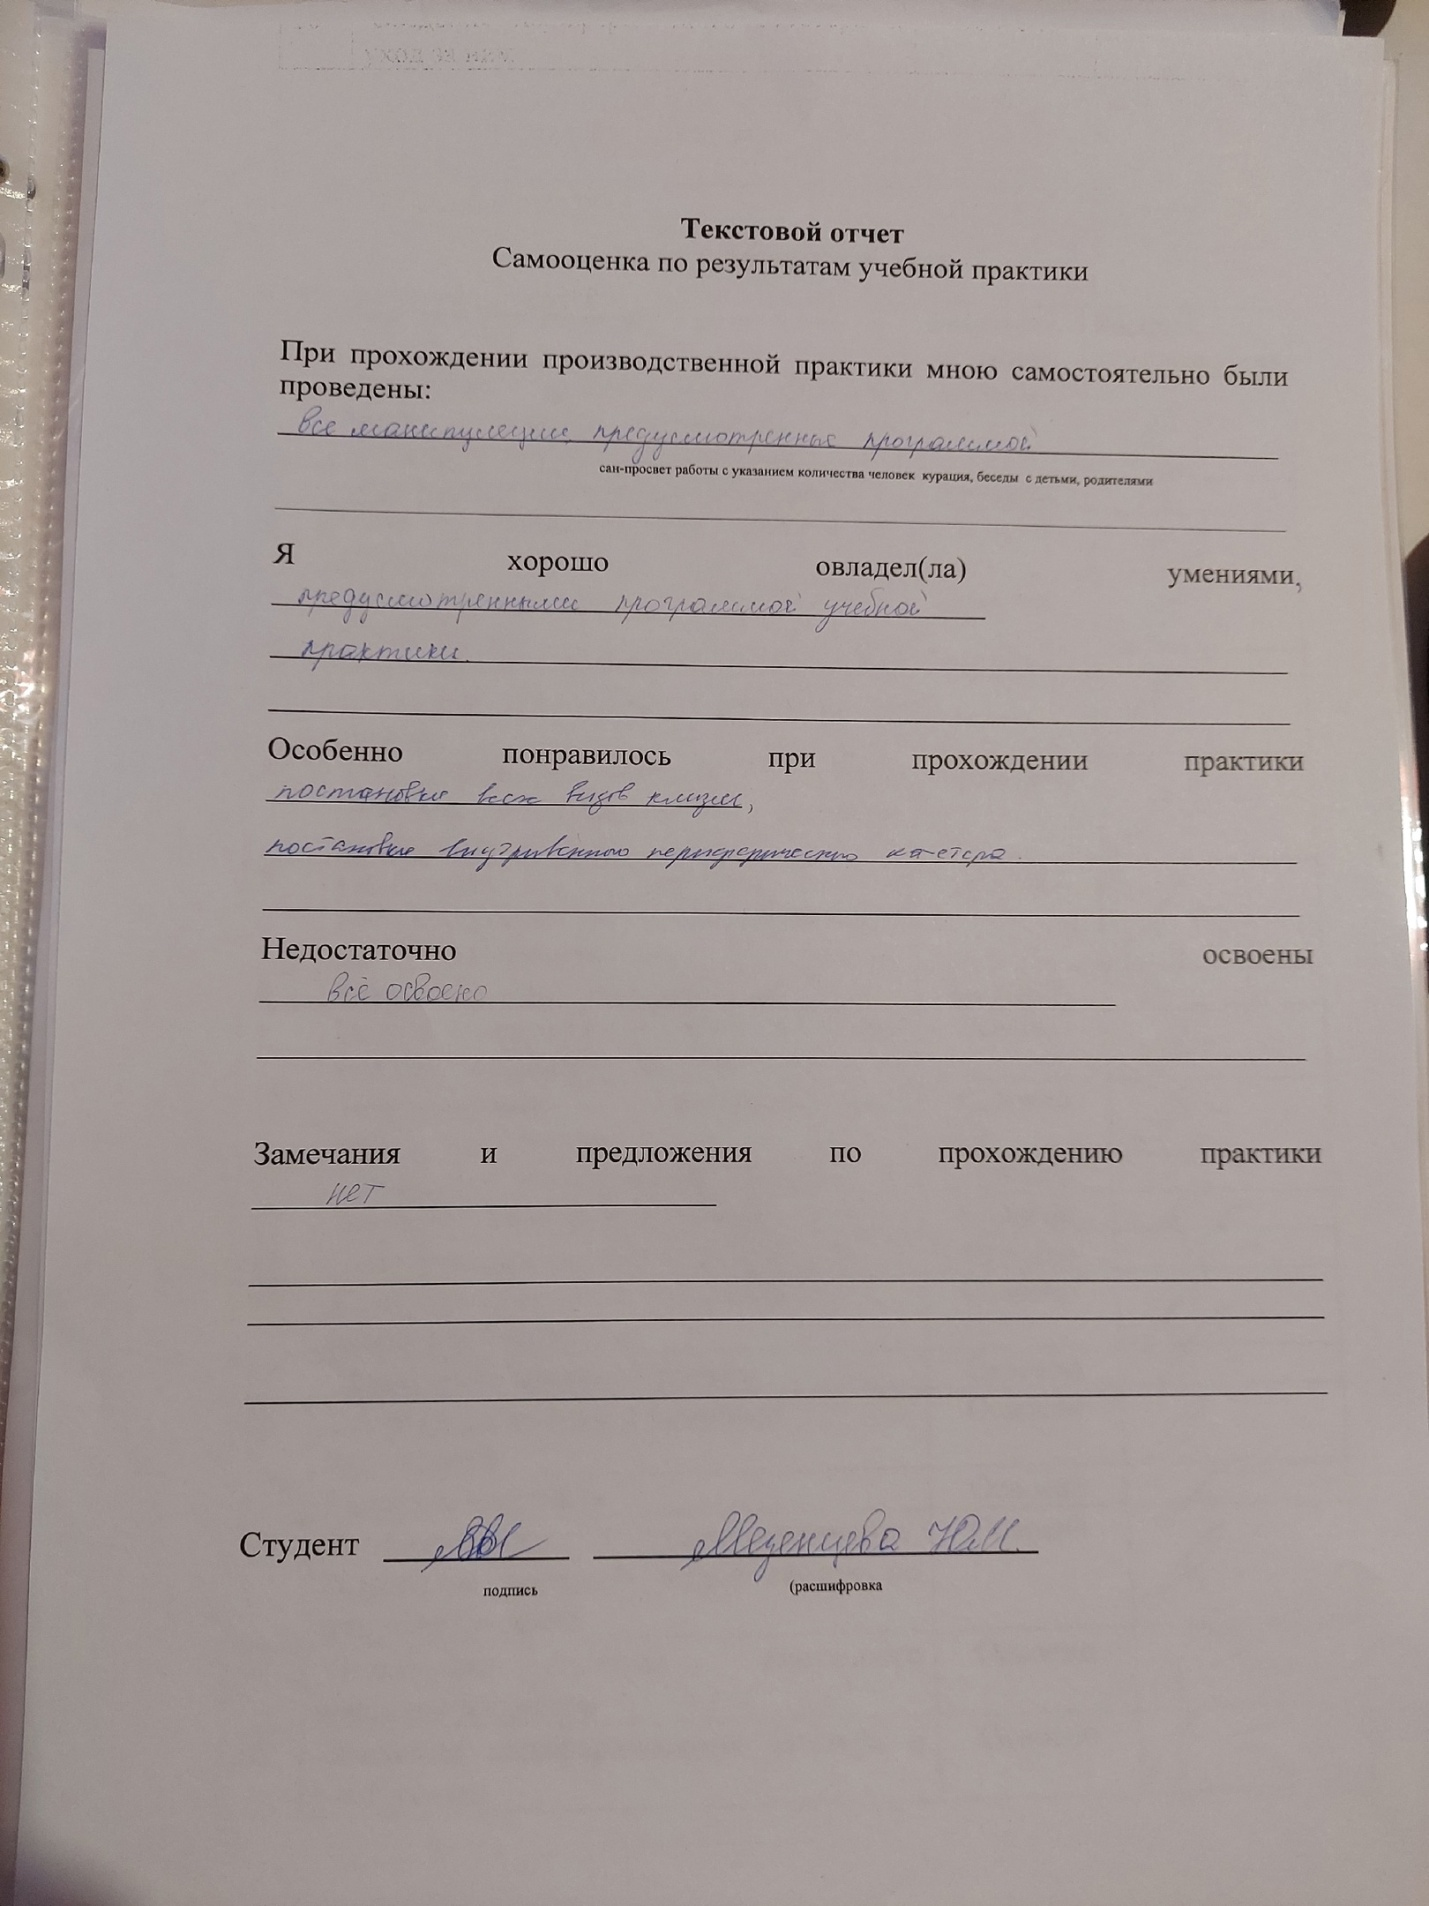 Текстовой отчет
Самооценка по результатам учебной практики
При прохождении производственной практики мною самостоятельно были
проведены:
все манипуляции, предусмотренные программой
сан-просвет работы с указанием количества человек курация, беседы с детьми, родителями
Я хорошо овладел(ла) умениями,
предусмотренными программой учебной
практики.
Особенно понравилось при прохождении практики
постановка всех видов клизм,
постановка внутривенного периферического катетера.
Недостаточно освоены
всё освоено
Замечания и предложения по прохождению практики
нет
Студент Мезенцева Ю.И.
подпись (расшифровка